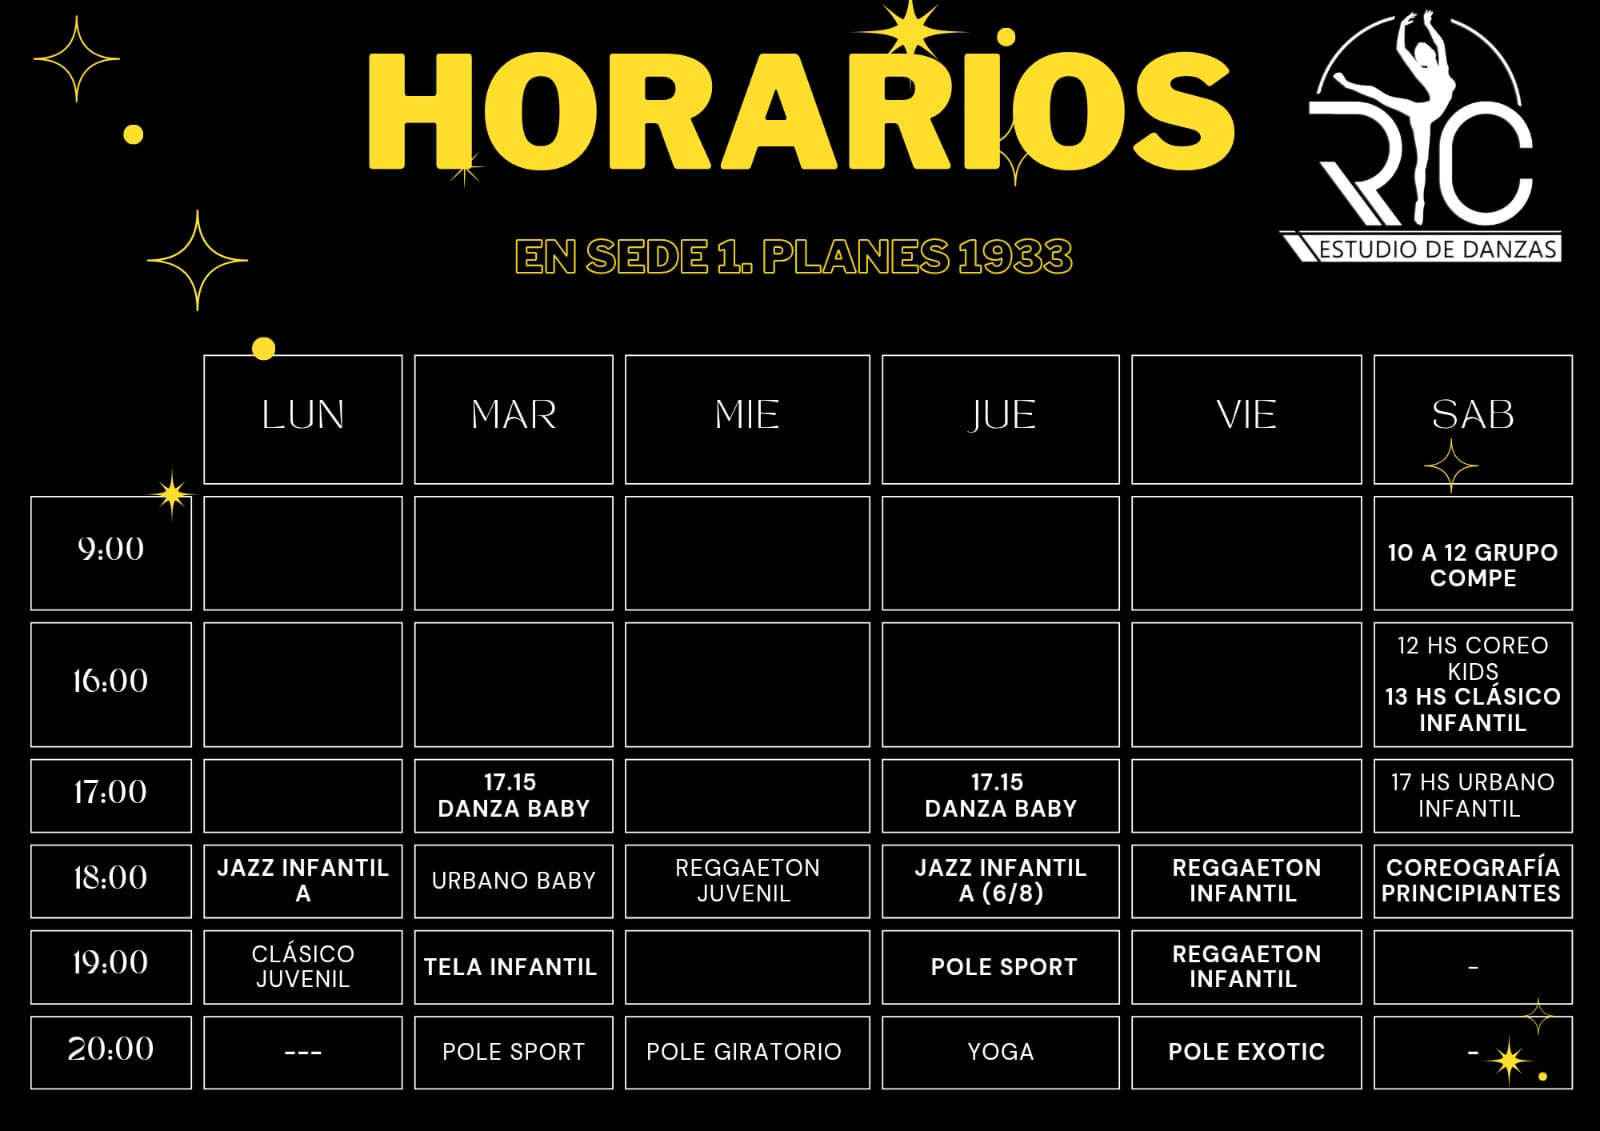 HORARIOS
RC
ESTUDIO DE DANZAS
EN SEDE 1. PLANES 1933
LUN
MAR
MIE
JUE
VIE
SAB
9:00
10 A 12 GRUPO
COMPE
16:00
12 HS COREO
KIDS
13 HS CLÁSICO
INFANTIL
17:00
17.15
DANZA BABY
17.15
DANZA BABY
17 HS URBANO
INFANTIL
18:00
JAZZ INFANTIL
A
URBANO BABY
REGGAETON
JUVENIL
JAZZ INFANTIL
A (6/8)
REGGAETON
INFANTIL
COREOGRAFÍA
PRINCIPIANTES
19:00
CLÁSICO
JUVENIL
TELA INFANTIL
POLE SPORT
REGGAETON
INFANTIL
-
20:00
---
POLE SPORT
POLE GIRATORIO
YOGA
POLE EXOTIC
-